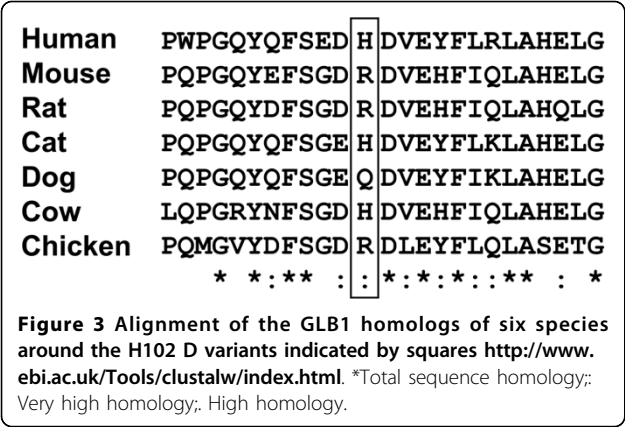 Human PWPGQYQFSED H DVEYFLRLAHELG
Mouse PQPGQYEFSGD R DVEHFIQLAHELG
Rat PQPGQYDFSGD R DVEHFIQLAHQLG
Cat PQPGQYQFSGE H DVEYFLKLAHELG
Dog PQPGQYQFSGE Q DVEYFIKLAHELG
Cow LQPGRYNFSGD H DVEHFIQLAHELG
Chicken PQMGVYDFSGD R DLEYFLQLASETG
* *:** : : *:*:*::** : *
Figure 3 Alignment of the GLB1 homologs of six species
around the H102 D variants indicated by squares http://www.
ebi.ac.uk/Tools/clustalw/index.html. *Total sequence homology;:
Very high homology;. High homology.